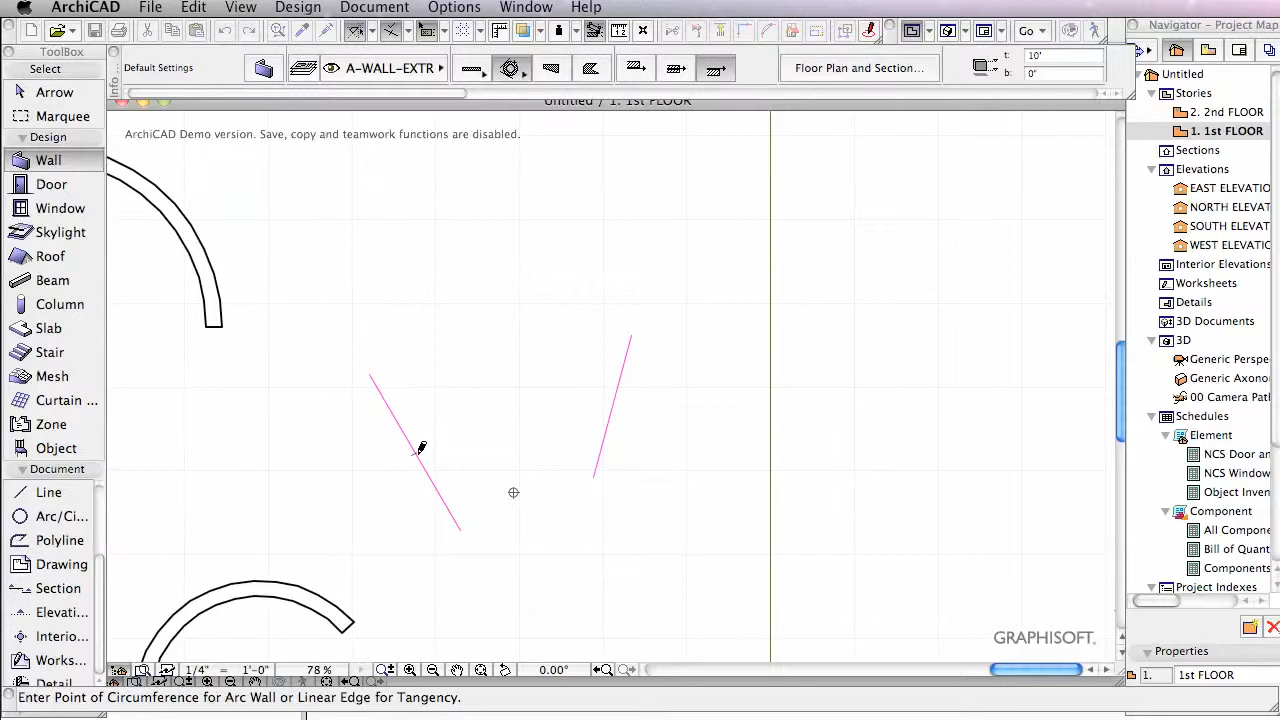 ArchiCAD File Edit View Design Document Options Window Help
Navigator - Project Map
ToolBox
Select
Arrow
Marquee
Design
Wall
Door
Window
Skylight
Roof
Beam
Column
Slab
Stair
Mesh
Curtain ...
Zone
Object
Document
Line
Arc/Ci...
Polyline
Drawing
Section
Elevati...
Interio...
Works...
Detail
Info
Default Settings
A-WALL-EXTR
Floor Plan and Section...
t: 10'
b: 0"
Go
Untitled / 1. 1st FLOOR
ArchiCAD Demo version. Save, copy and teamwork functions are disabled.
GRAPHISOFT.
1/4" = 1'-0" 78 % 0.00°
Enter Point of Circumference for Arc Wall or Linear Edge for Tangency.
Untitled
Stories
2. 2nd FLOOR
1. 1st FLOOR
Sections
Elevations
EAST ELEVATIO
NORTH ELEVAT
SOUTH ELEVAT
WEST ELEVATIO
Interior Elevations
Worksheets
Details
3D Documents
3D
Generic Perspe
Generic Axono
00 Camera Patl
Schedules
Element
NCS Door an
NCS Window
Object Inven
Component
All Compone
Bill of Quant
Components
Project Indexes
Properties
1. 1st FLOOR